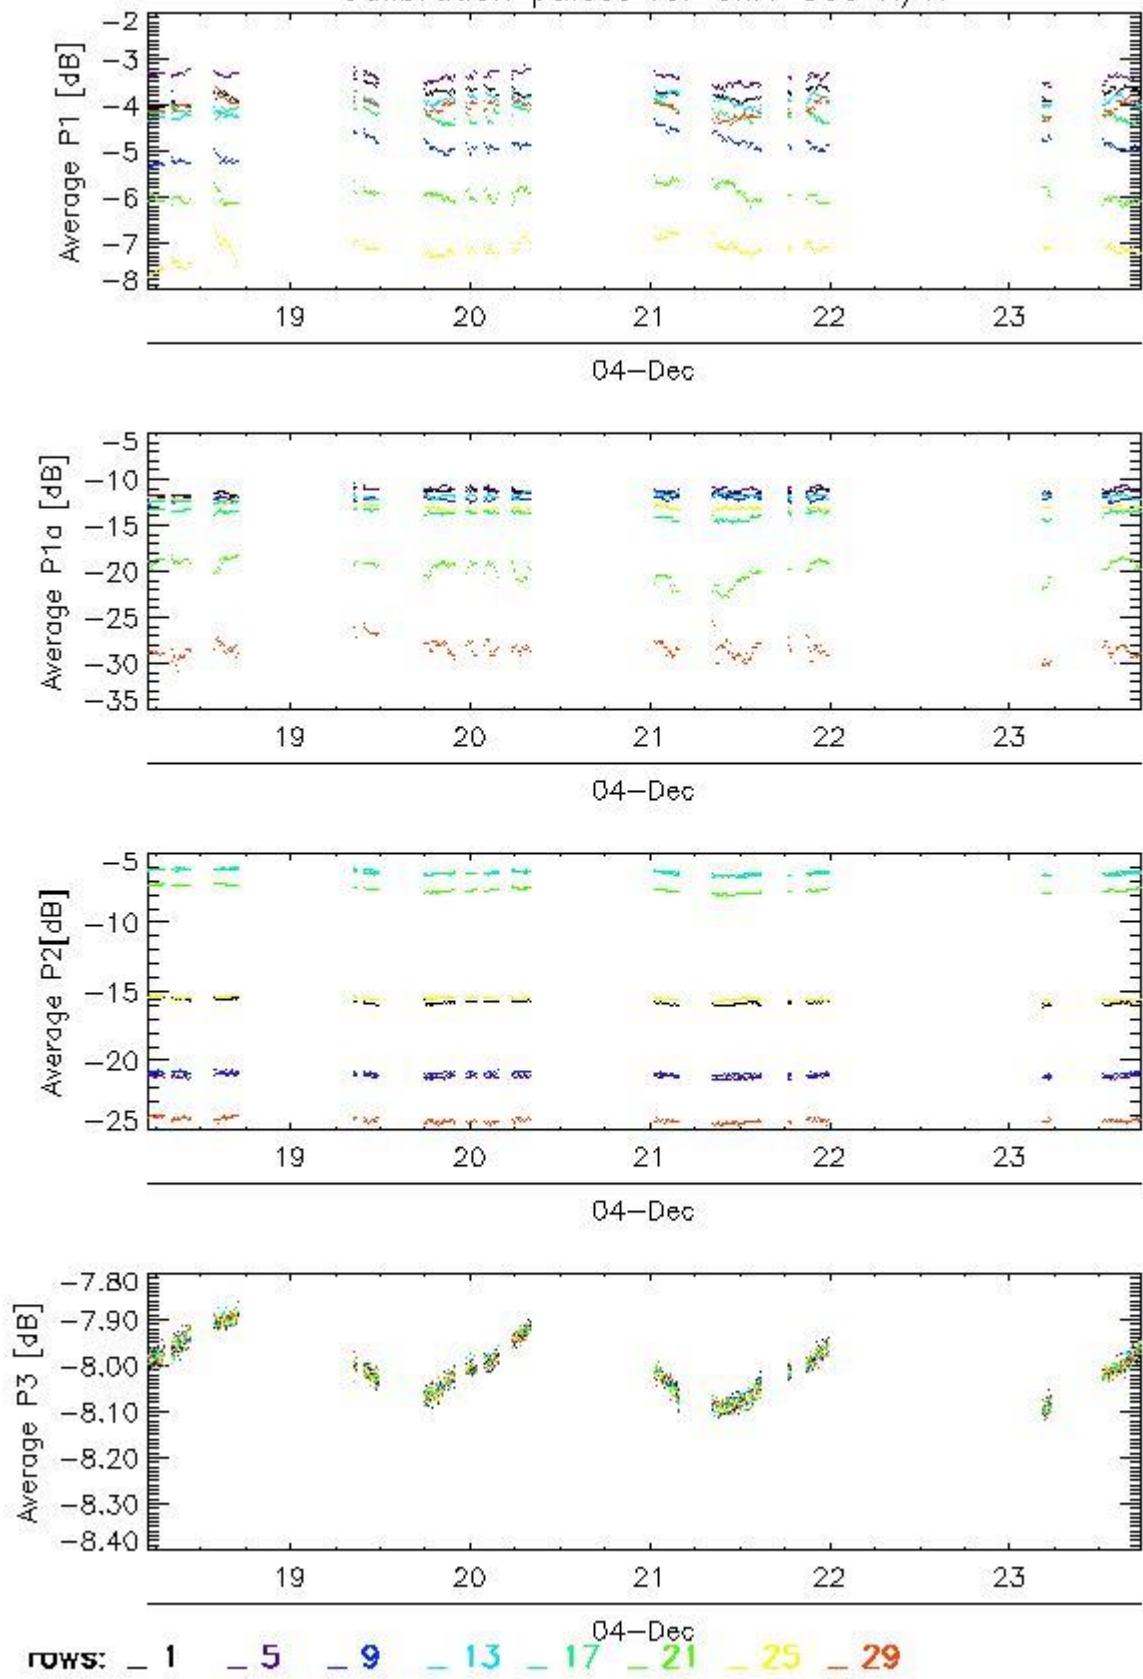 -2
-3
-4
-5
-6
-7
-8
Average P1 [dB]
19 20 21 22 23
04-Dec
-5
-10
-15
-20
-25
-30
-35
Average P1a [dB]
19 20 21 22 23
04-Dec
-5
-10
-15
-20
-25
Average P2[dB]
19 20 21 22 23
04-Dec
-7.80
-7.90
-8.00
-8.10
-8.20
-8.30
-8.40
Average P3 [dB]
19 20 21 22 23
04-Dec
rows: _ 1 _ 5 _ 9 _ 13 _ 17 _ 21 _ 25 _ 29